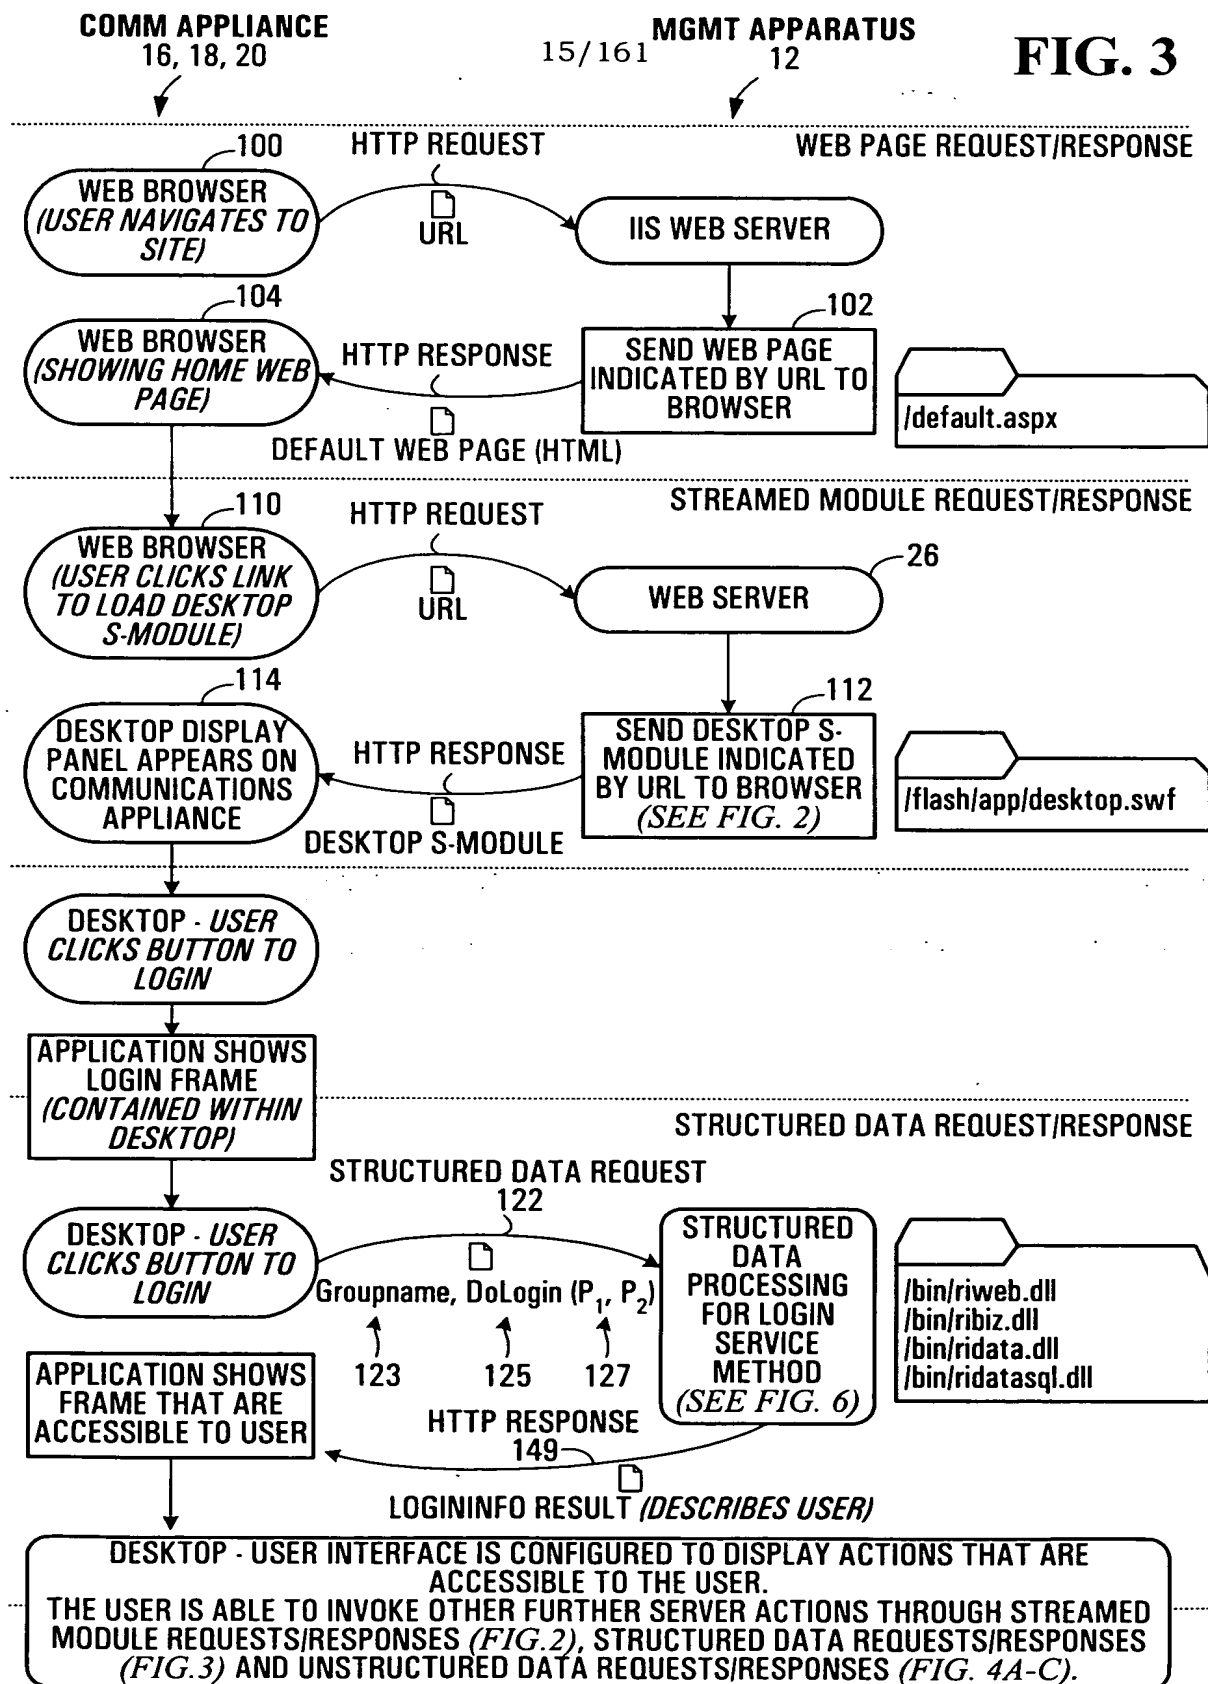 COMM APPLIANCE
16, 18, 20
15/161
MGMT APPARATUS
12
FIG. 3
WEB PAGE REQUEST/RESPONSE
100
WEB BROWSER
(USER NAVIGATES TO
SITE)
HTTP REQUEST
URL
IIS WEB SERVER
104
WEB BROWSER
(SHOWING HOME WEB
PAGE)
HTTP RESPONSE
DEFAULT WEB PAGE (HTML)
102
SEND WEB PAGE
INDICATED BY URL TO
BROWSER
/default.aspx
STREAMED MODULE REQUEST/RESPONSE
110
WEB BROWSER
(USER CLICKS LINK
TO LOAD DESKTOP
S-MODULE)
HTTP REQUEST
URL
26
WEB SERVER
114
DESKTOP DISPLAY
PANEL APPEARS ON
COMMUNICATIONS
APPLIANCE
HTTP RESPONSE
DESKTOP S-MODULE
112
SEND DESKTOP S-
MODULE INDICATED
BY URL TO BROWSER
(SEE FIG. 2)
/flash/app/desktop.swf
DESKTOP - USER
CLICKS BUTTON TO
LOGIN
APPLICATION SHOWS
LOGIN FRAME
(CONTAINED WITHIN
DESKTOP)
STRUCTURED DATA REQUEST/RESPONSE
STRUCTURED DATA REQUEST
122
DESKTOP - USER
CLICKS BUTTON TO
LOGIN
Groupname, DoLogin (P1, P2)
123
125
127
STRUCTURED
DATA
PROCESSING
FOR LOGIN
SERVICE
METHOD
(SEE FIG. 6)
/bin/riweb.dll
/bin/ribiz.dll
/bin/ridata.dll
/bin/ridatasql.dll
APPLICATION SHOWS
FRAME THAT ARE
ACCESSIBLE TO USER
HTTP RESPONSE
149
LOGININFO RESULT (DESCRIBES USER)
DESKTOP - USER INTERFACE IS CONFIGURED TO DISPLAY ACTIONS THAT ARE
ACCESSIBLE TO THE USER.
THE USER IS ABLE TO INVOKE OTHER FURTHER SERVER ACTIONS THROUGH STREAMED
MODULE REQUESTS/RESPONSES (FIG.2), STRUCTURED DATA REQUESTS/RESPONSES
(FIG.3) AND UNSTRUCTURED DATA REQUESTS/RESPONSES (FIG. 4A-C).